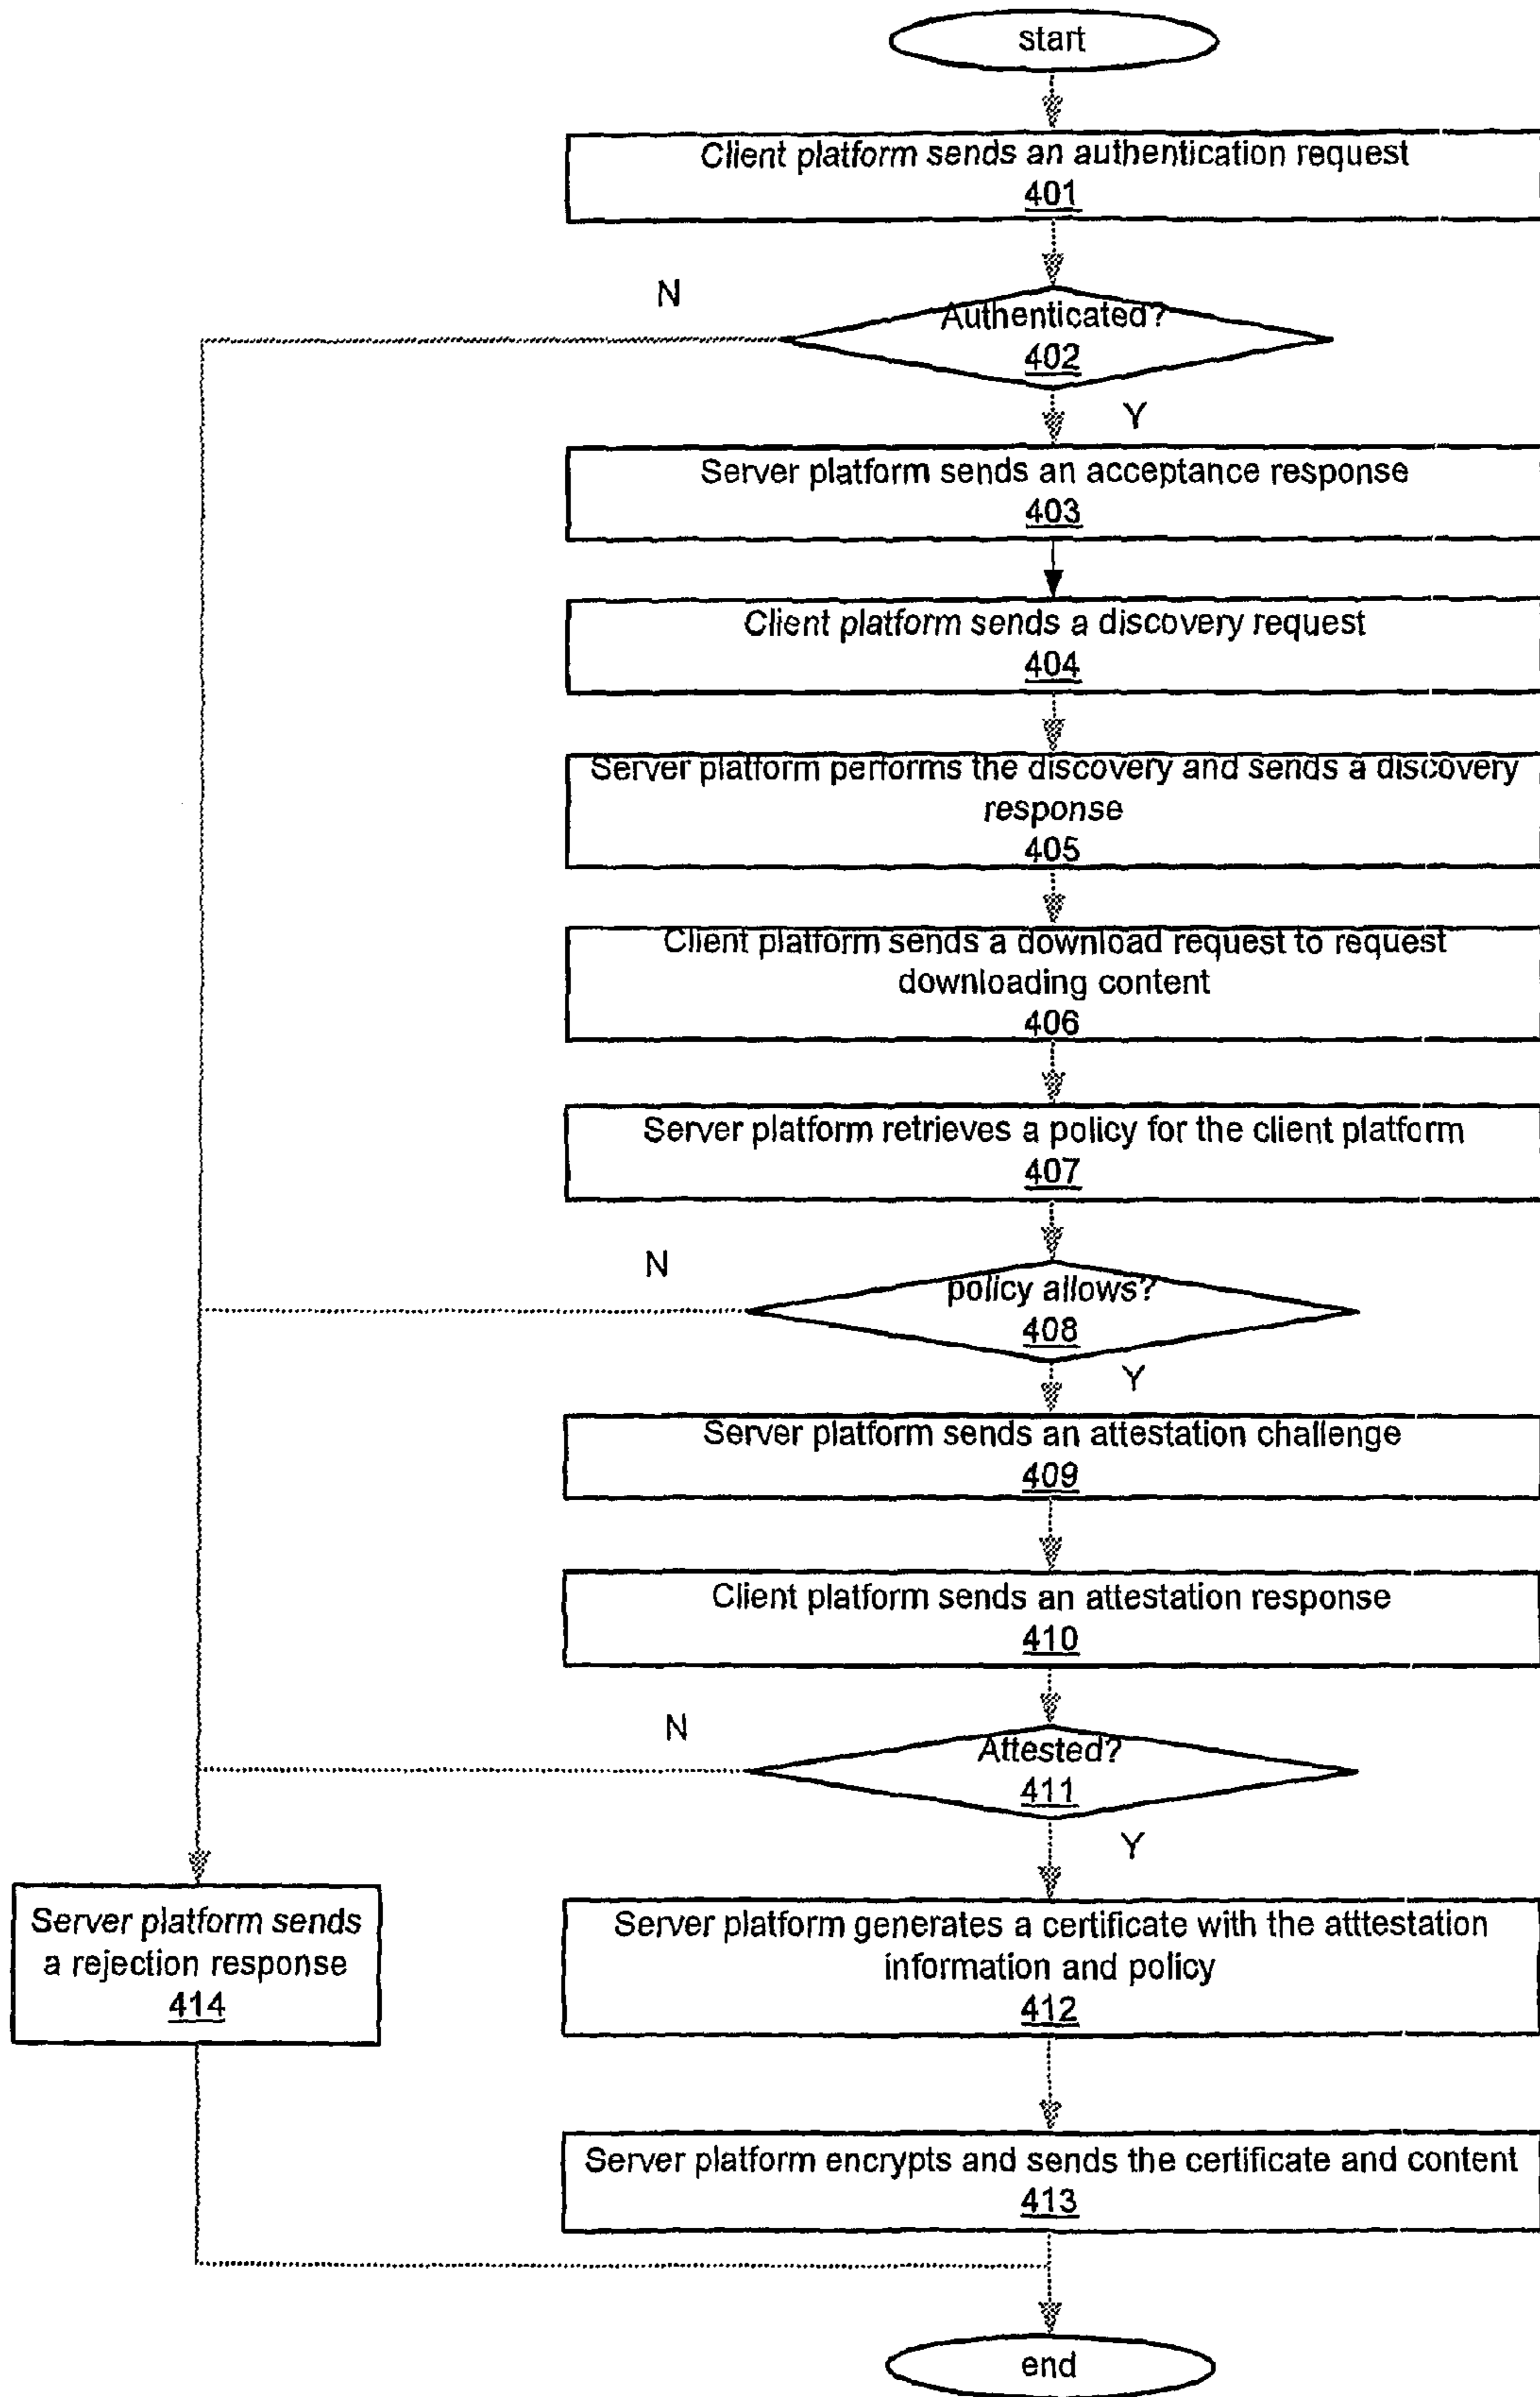 start
Client platform sends an authentication request
401
N
Authenticated?
402
Y
Server platform sends an acceptance response
403
Client platform sends a discovery request
404
Server platform performs the discovery and sends a discovery
response
405
Client platform sends a download request to request
downloading content
406
Server platform retrieves a policy for the client platform
407
N
policy allows?
408
Y
Server platform sends an attestation challenge
409
Client platform sends an attestation response
410
N
Attested?
411
Y
Server platform sends
a rejection response
414
Server platform generates a certificate with the atttestation
information and policy
412
Server platform encrypts and sends the certificate and content
413
end